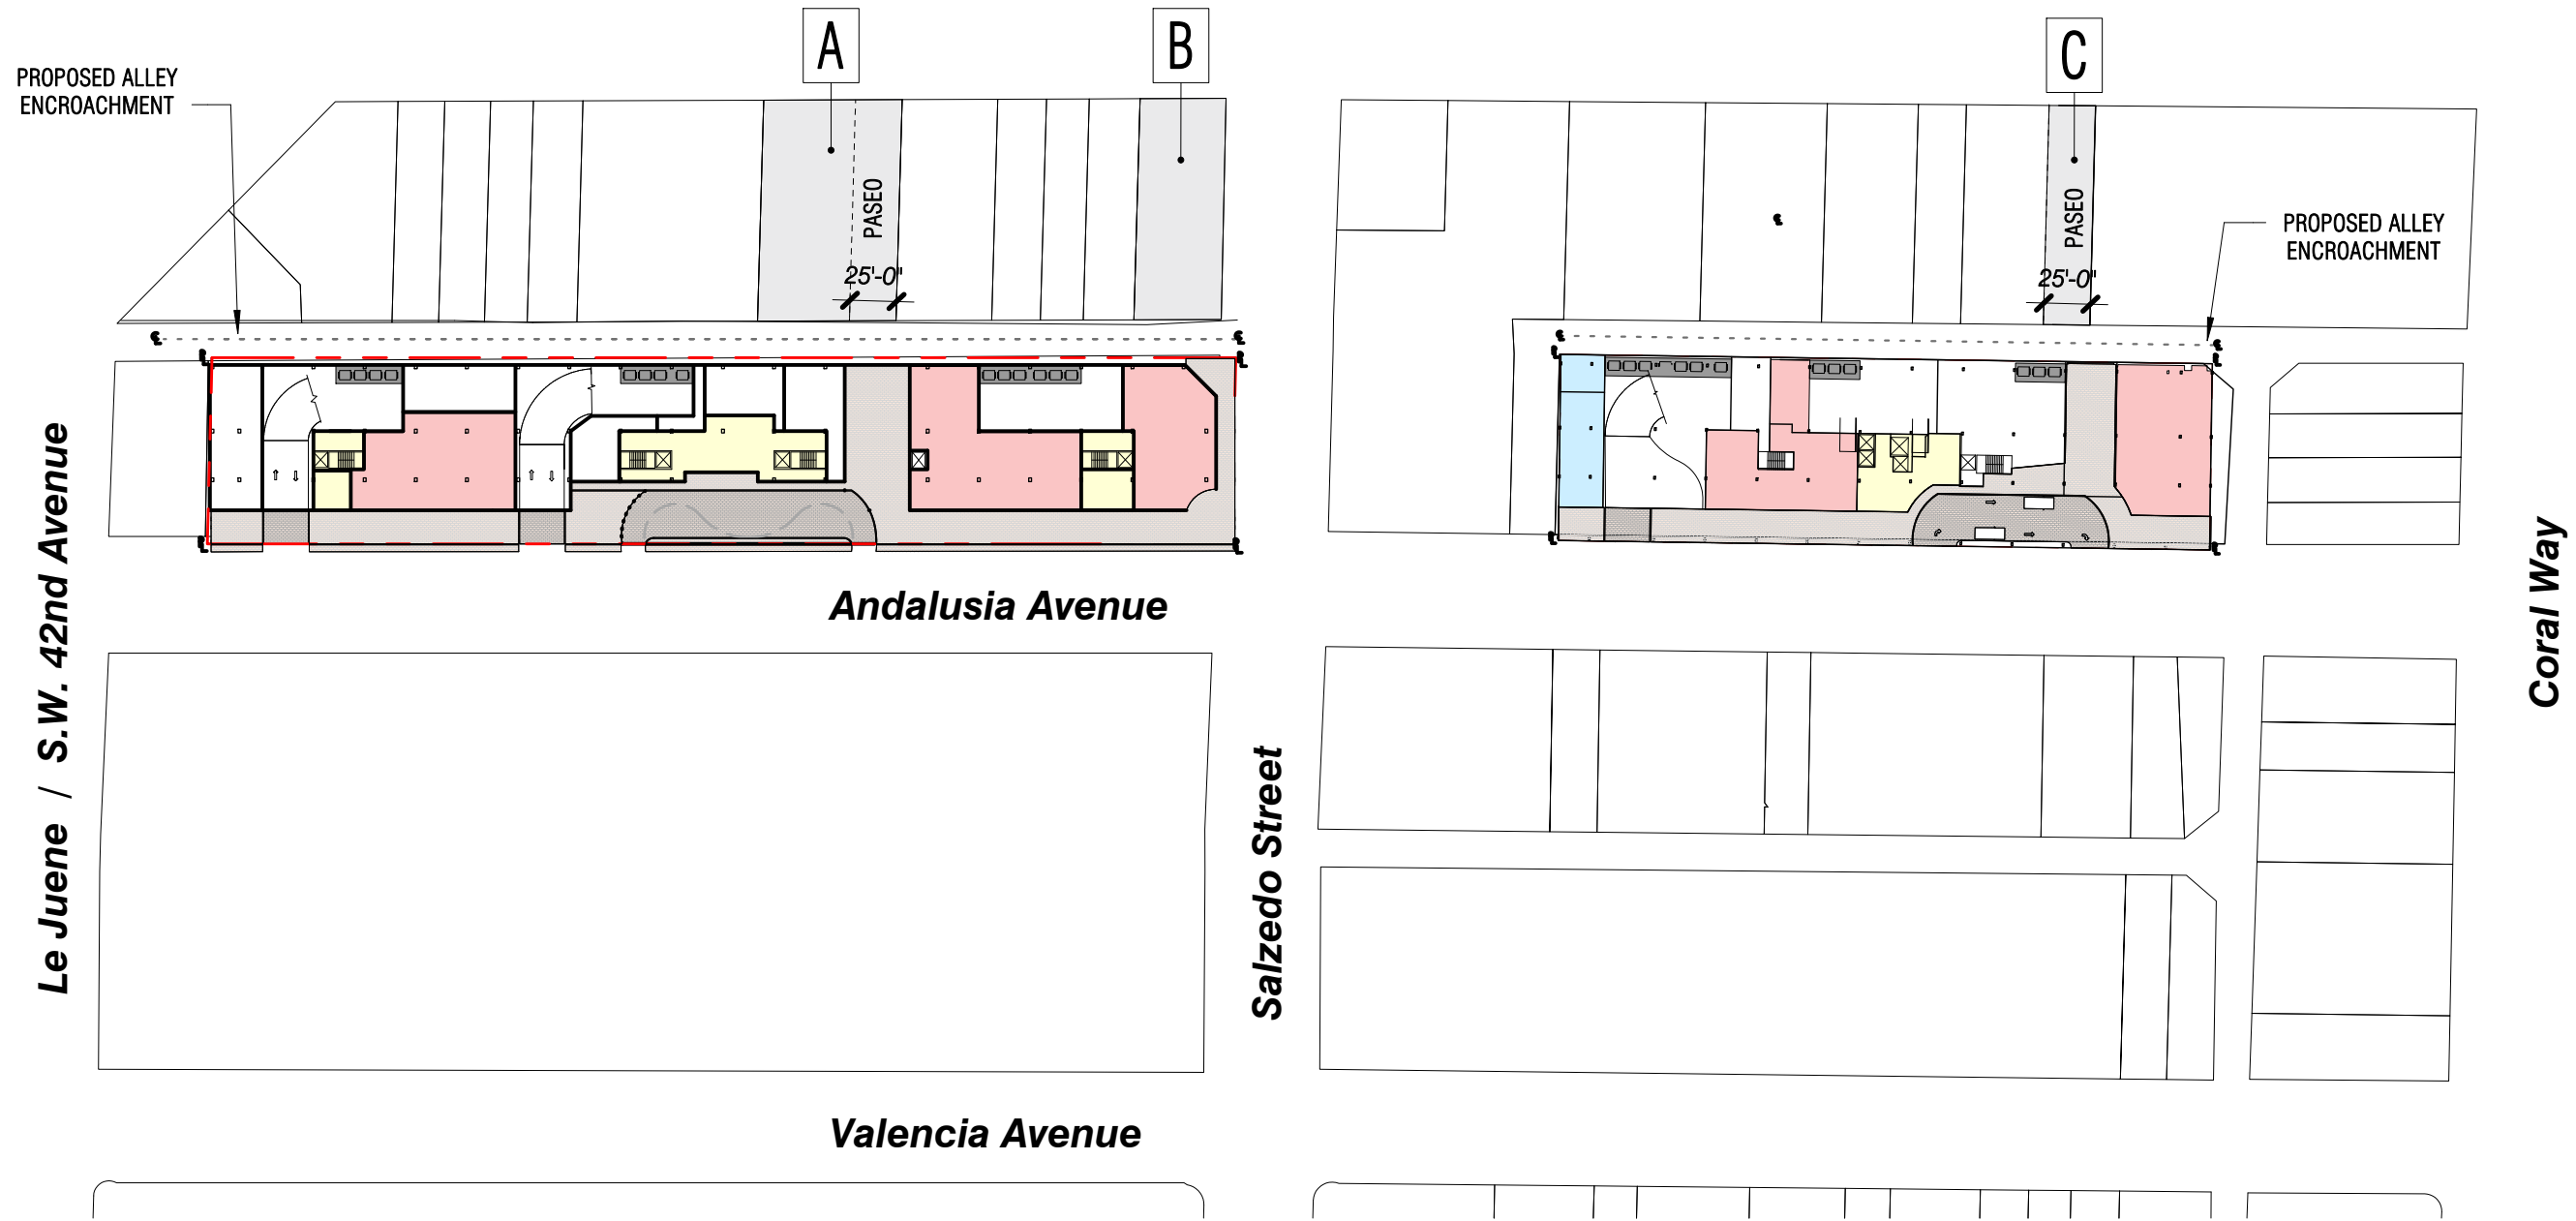 A
B
C
PROPOSED ALLEY
ENCROACHMENT
PASEO
25'-0"
PASEO
25'-0"
PROPOSED ALLEY
ENCROACHMENT
Le Juene / S.W. 42nd Avenue
Andalusia Avenue
Salzedo Street
Coral Way
Valencia Avenue